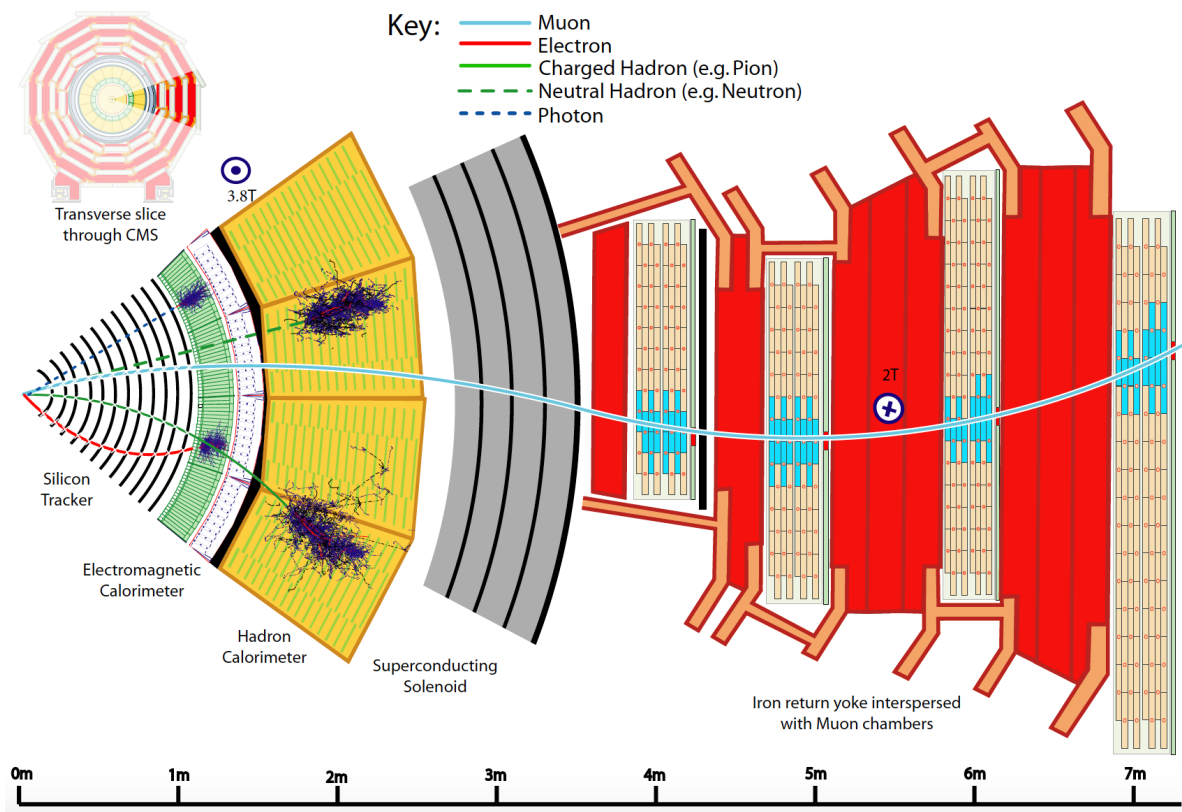 Key:
Muon
Electron
Charged Hadron (e.g. Pion)
Neutral Hadron (e.g. Neutron)
Photon
Transverse slice
through CMS
3.8T
2T
Silicon
Tracker
Electromagnetic
Calorimeter
Hadron
Calorimeter
Superconducting
Solenoid
Iron return yoke interspersed
with Muon chambers
0m 1m 2m 3m 4m 5m 6m 7m